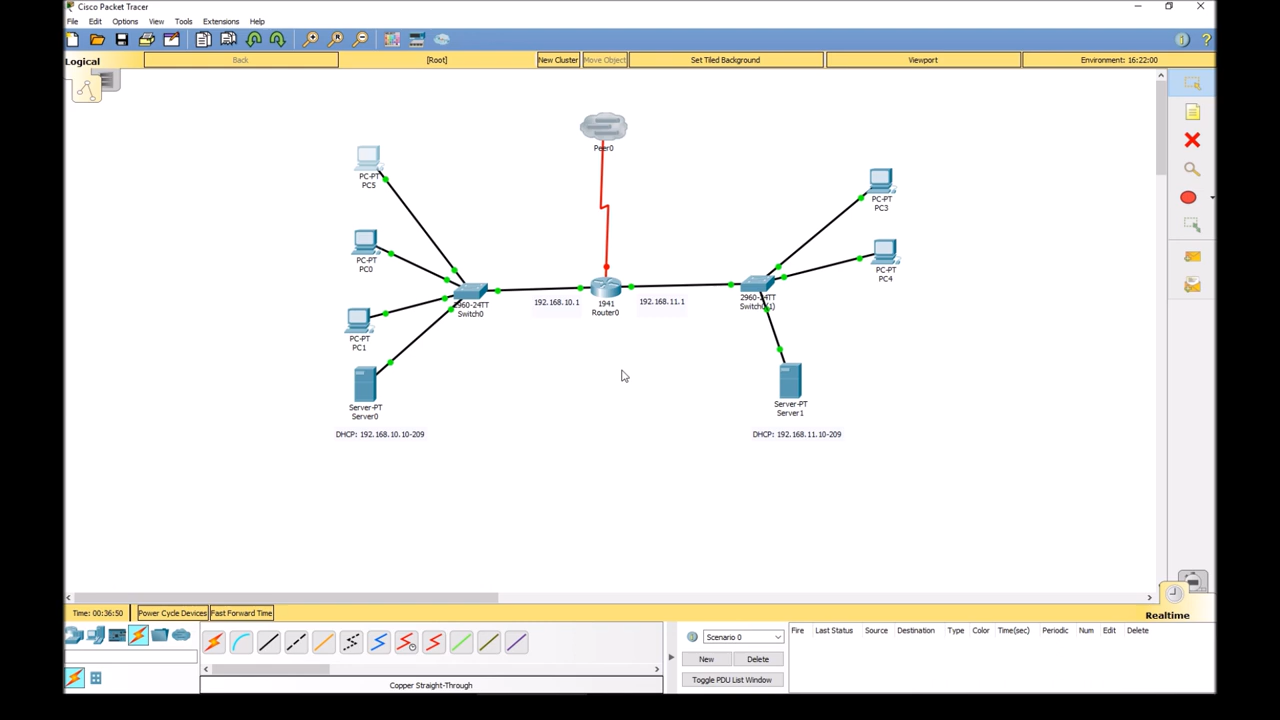 Cisco Packet Tracer
File Edit Options View Tools Extensions Help
Logical Back [Root] New Cluster Move Object Set Tiled Background Viewport Environment: 16:22:00
Peer0
PC-PT
PC5
PC-PT
PC3
PC-PT
PC0
PC-PT
PC4
2960-24TT
Switch0
192.168.10.1
1941
Router0
192.168.11.1
2960-24TT
PC-PT
PC1
Server-PT
Server0
Server-PT
Server1
DHCP: 192.168.10.10-209
DHCP: 192.168.11.10-209
Time: 00:36:50 Power Cycle Devices Fast Forward Time
Realtime
Scenario 0
Fire Last Status Source Destination Type Color Time(sec) Periodic Num Edit Delete
New Delete
Toggle PDU List Window
Copper Straight-Through